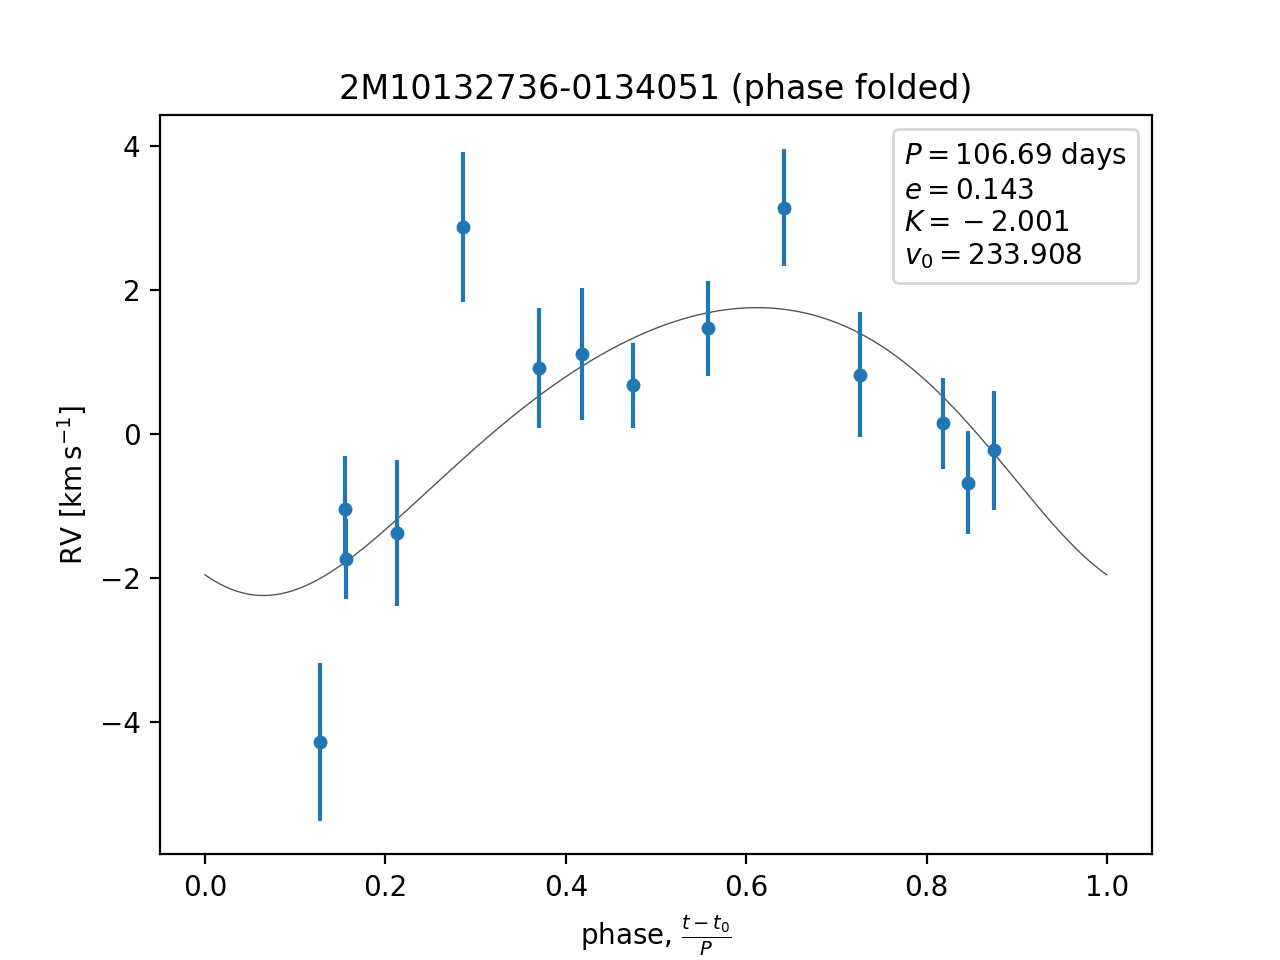 2M10132736-0134051 (phase folded)
P = 106.69 days
e = 0.143
K = −2.001
v₀ = 233.908
4
2
0
−2
−4
RV [km s⁻¹]
0.0 0.2 0.4 0.6 0.8 1.0
phase, (t − t₀)/P